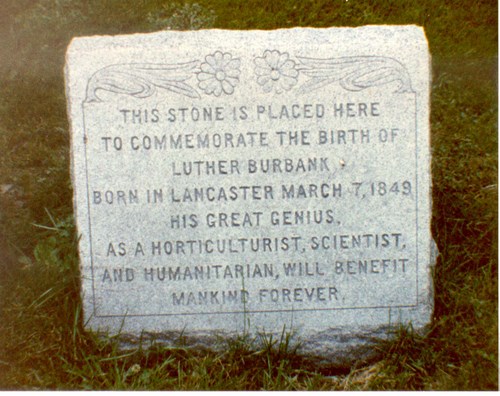 THIS STONE IS PLACED HERE
TO COMMEMORATE THE BIRTH OF
LUTHER BURBANK
BORN IN LANCASTER MARCH 7, 1849
HIS GREAT GENIUS,
AS A HORTICULTURIST, SCIENTIST,
AND HUMANITARIAN, WILL BENEFIT
MANKIND FOREVER.